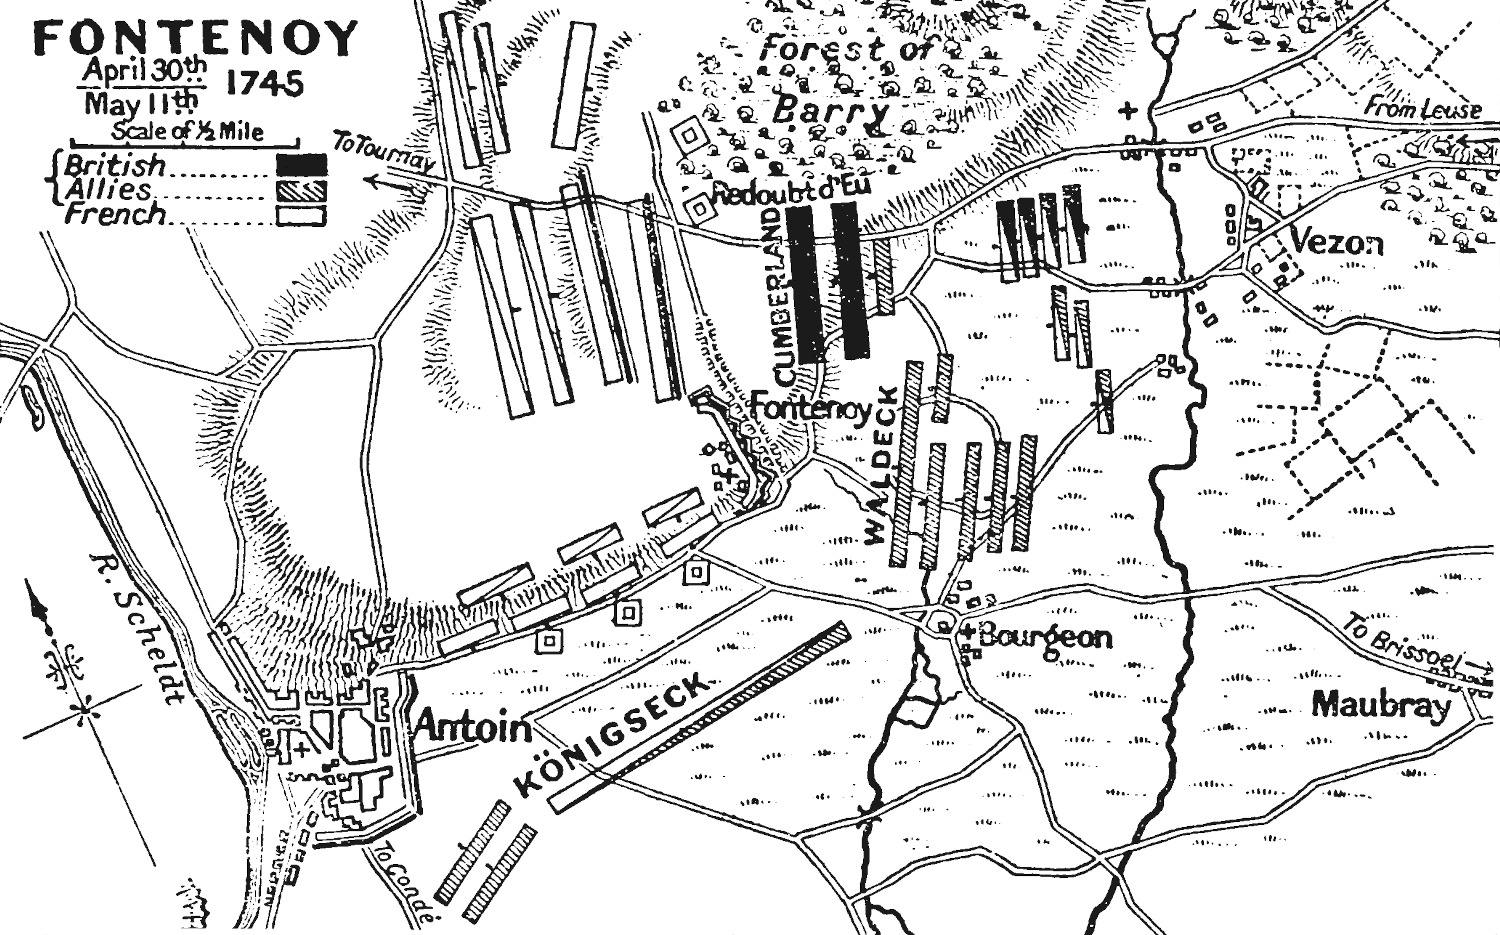 FONTENOY
April 30th
May 11th 1745
Scale of ½ Mile
British
Allies
French
To Tournay
Forest of
Barry
Redoubt d'Eu
From Leuse
Vezon
CUMBERLAND
Fontenoy
WALDECK
R. Scheldt
Bourgeon
To Brissoel
Maubray
Antoin
KÖNIGSECK
To Condé